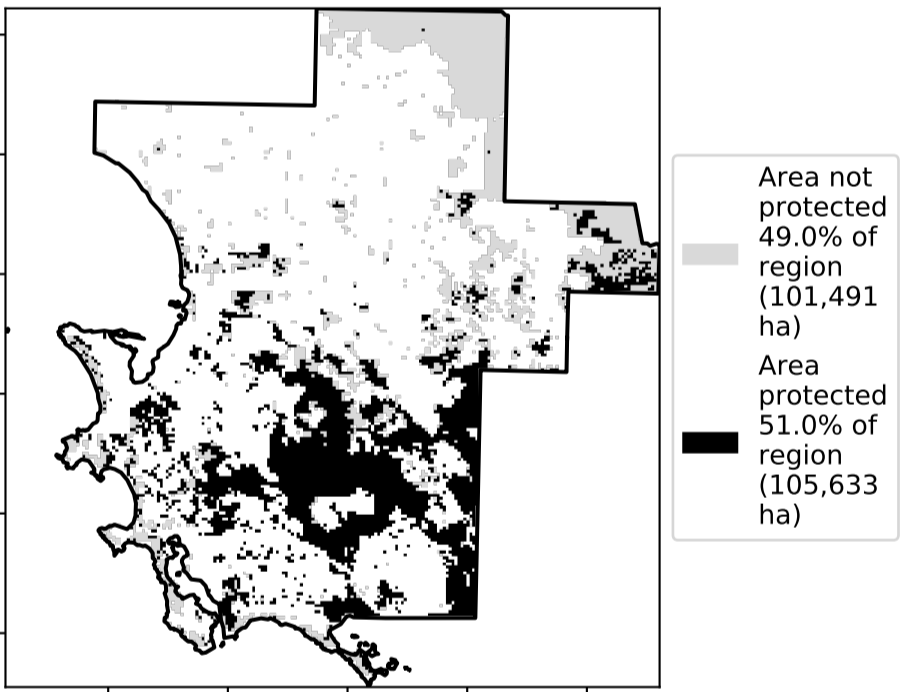 Area not
protected
49.0% of
region
(101,491
ha)
Area
protected
51.0% of
region
(105,633
ha)